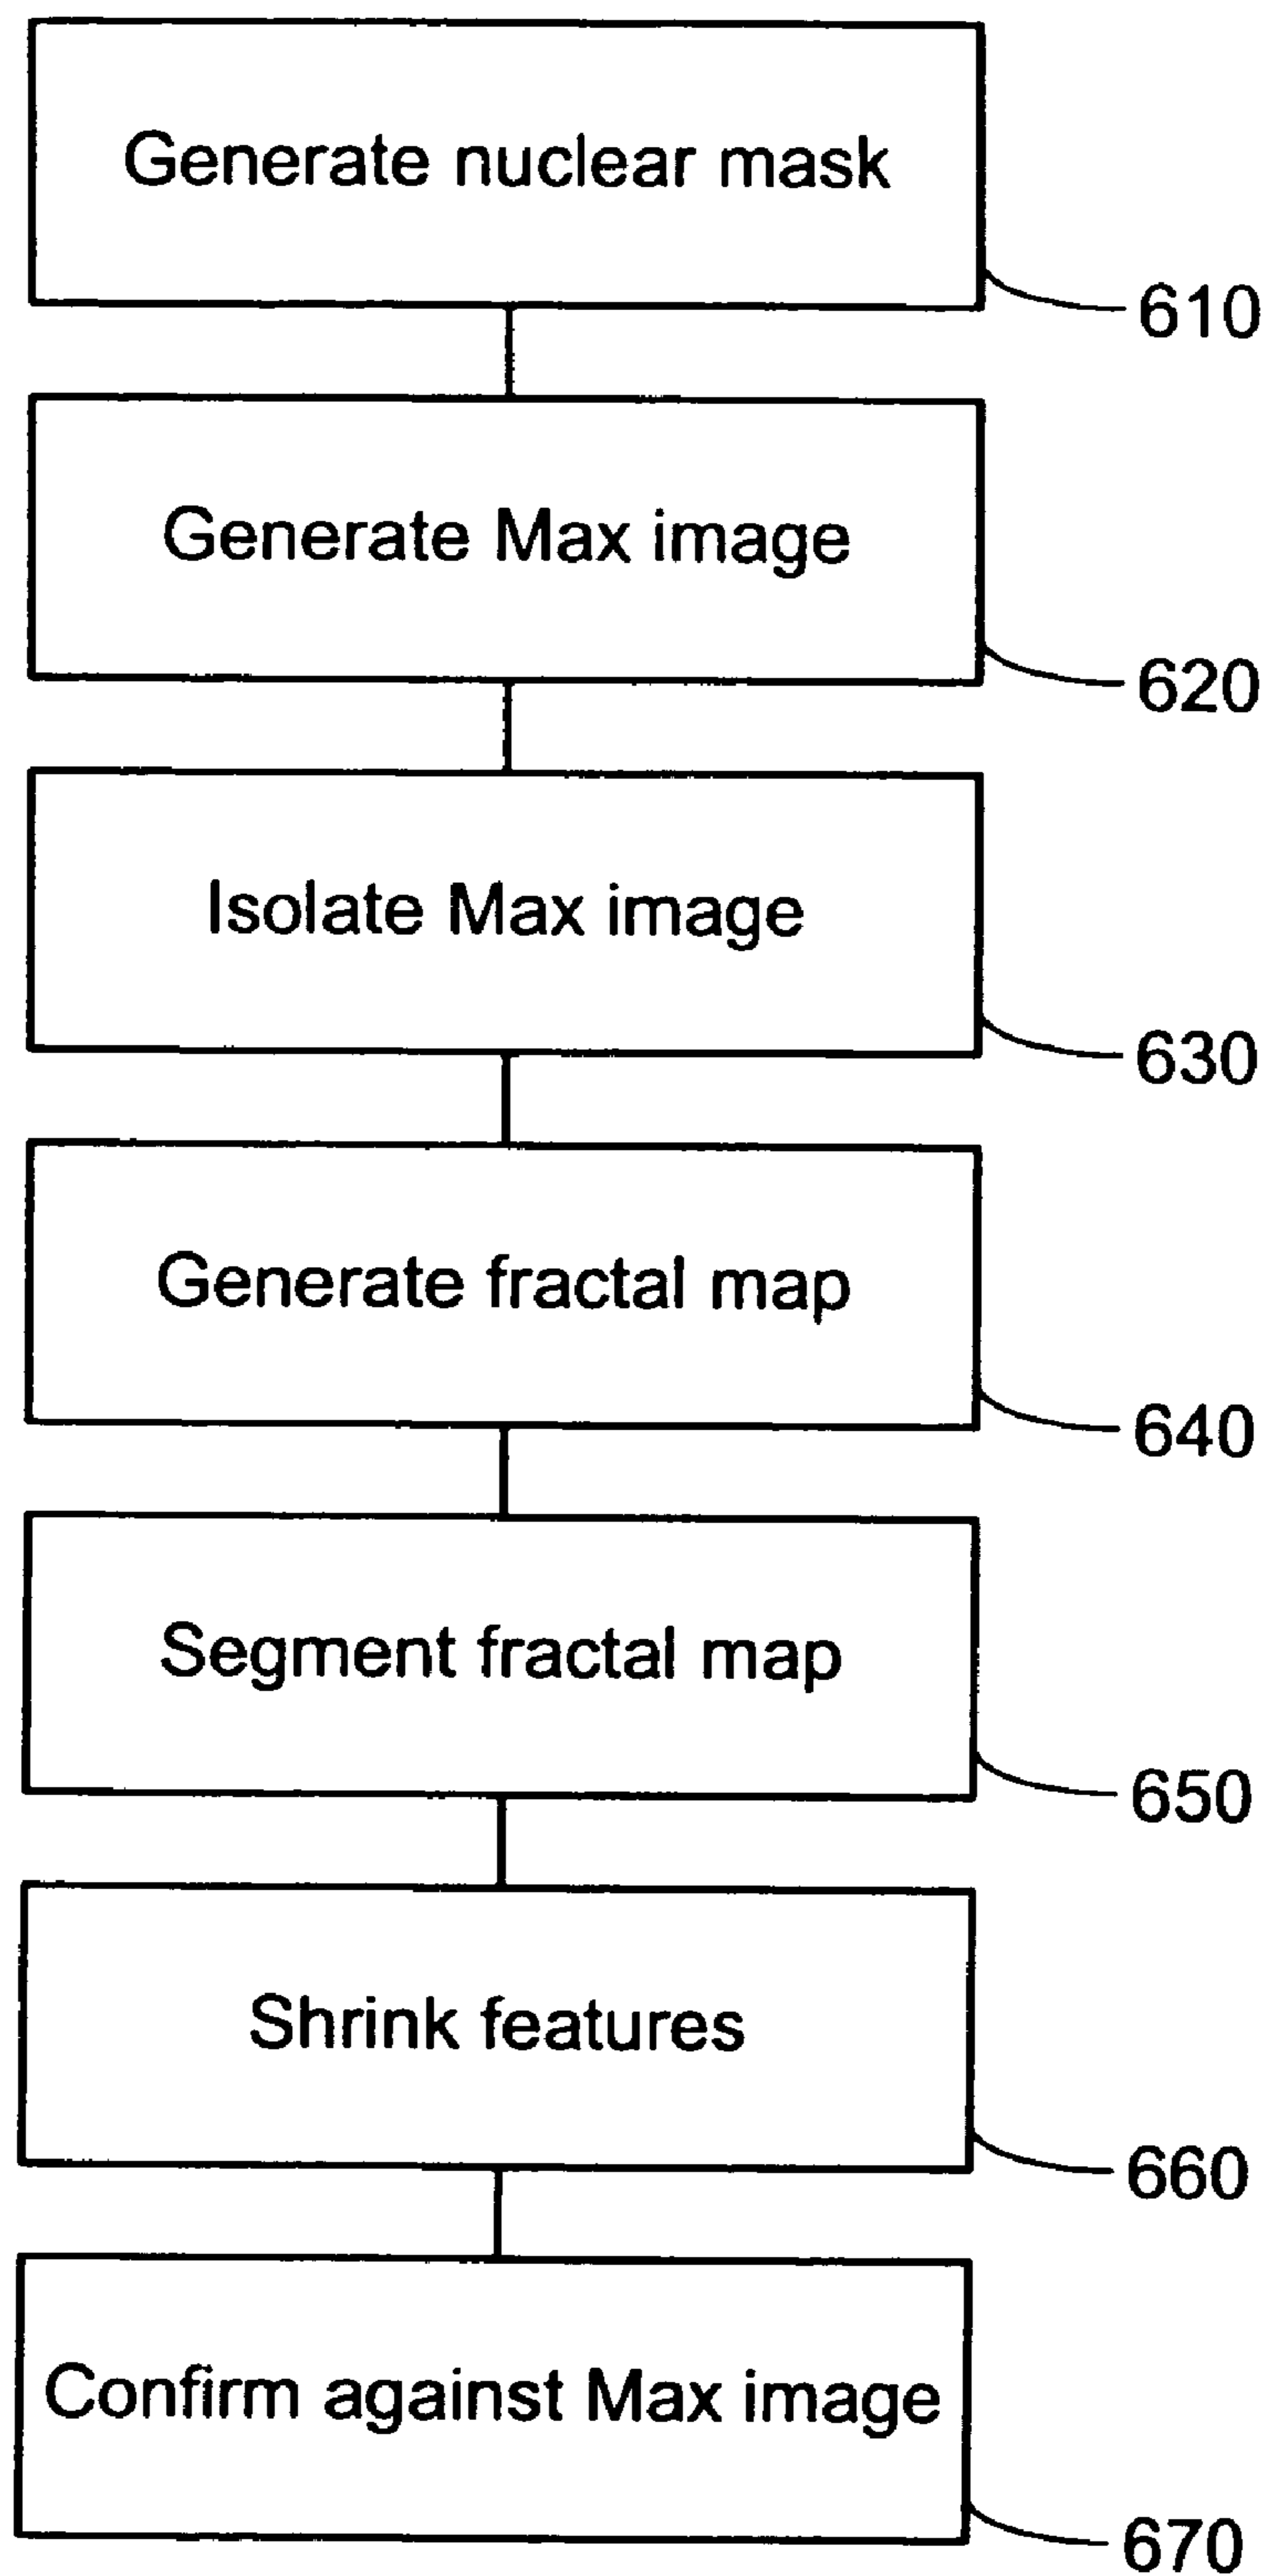 Generate nuclear mask
610
Generate Max image
620
Isolate Max image
630
Generate fractal map
640
Segment fractal map
650
Shrink features
660
Confirm against Max image
670